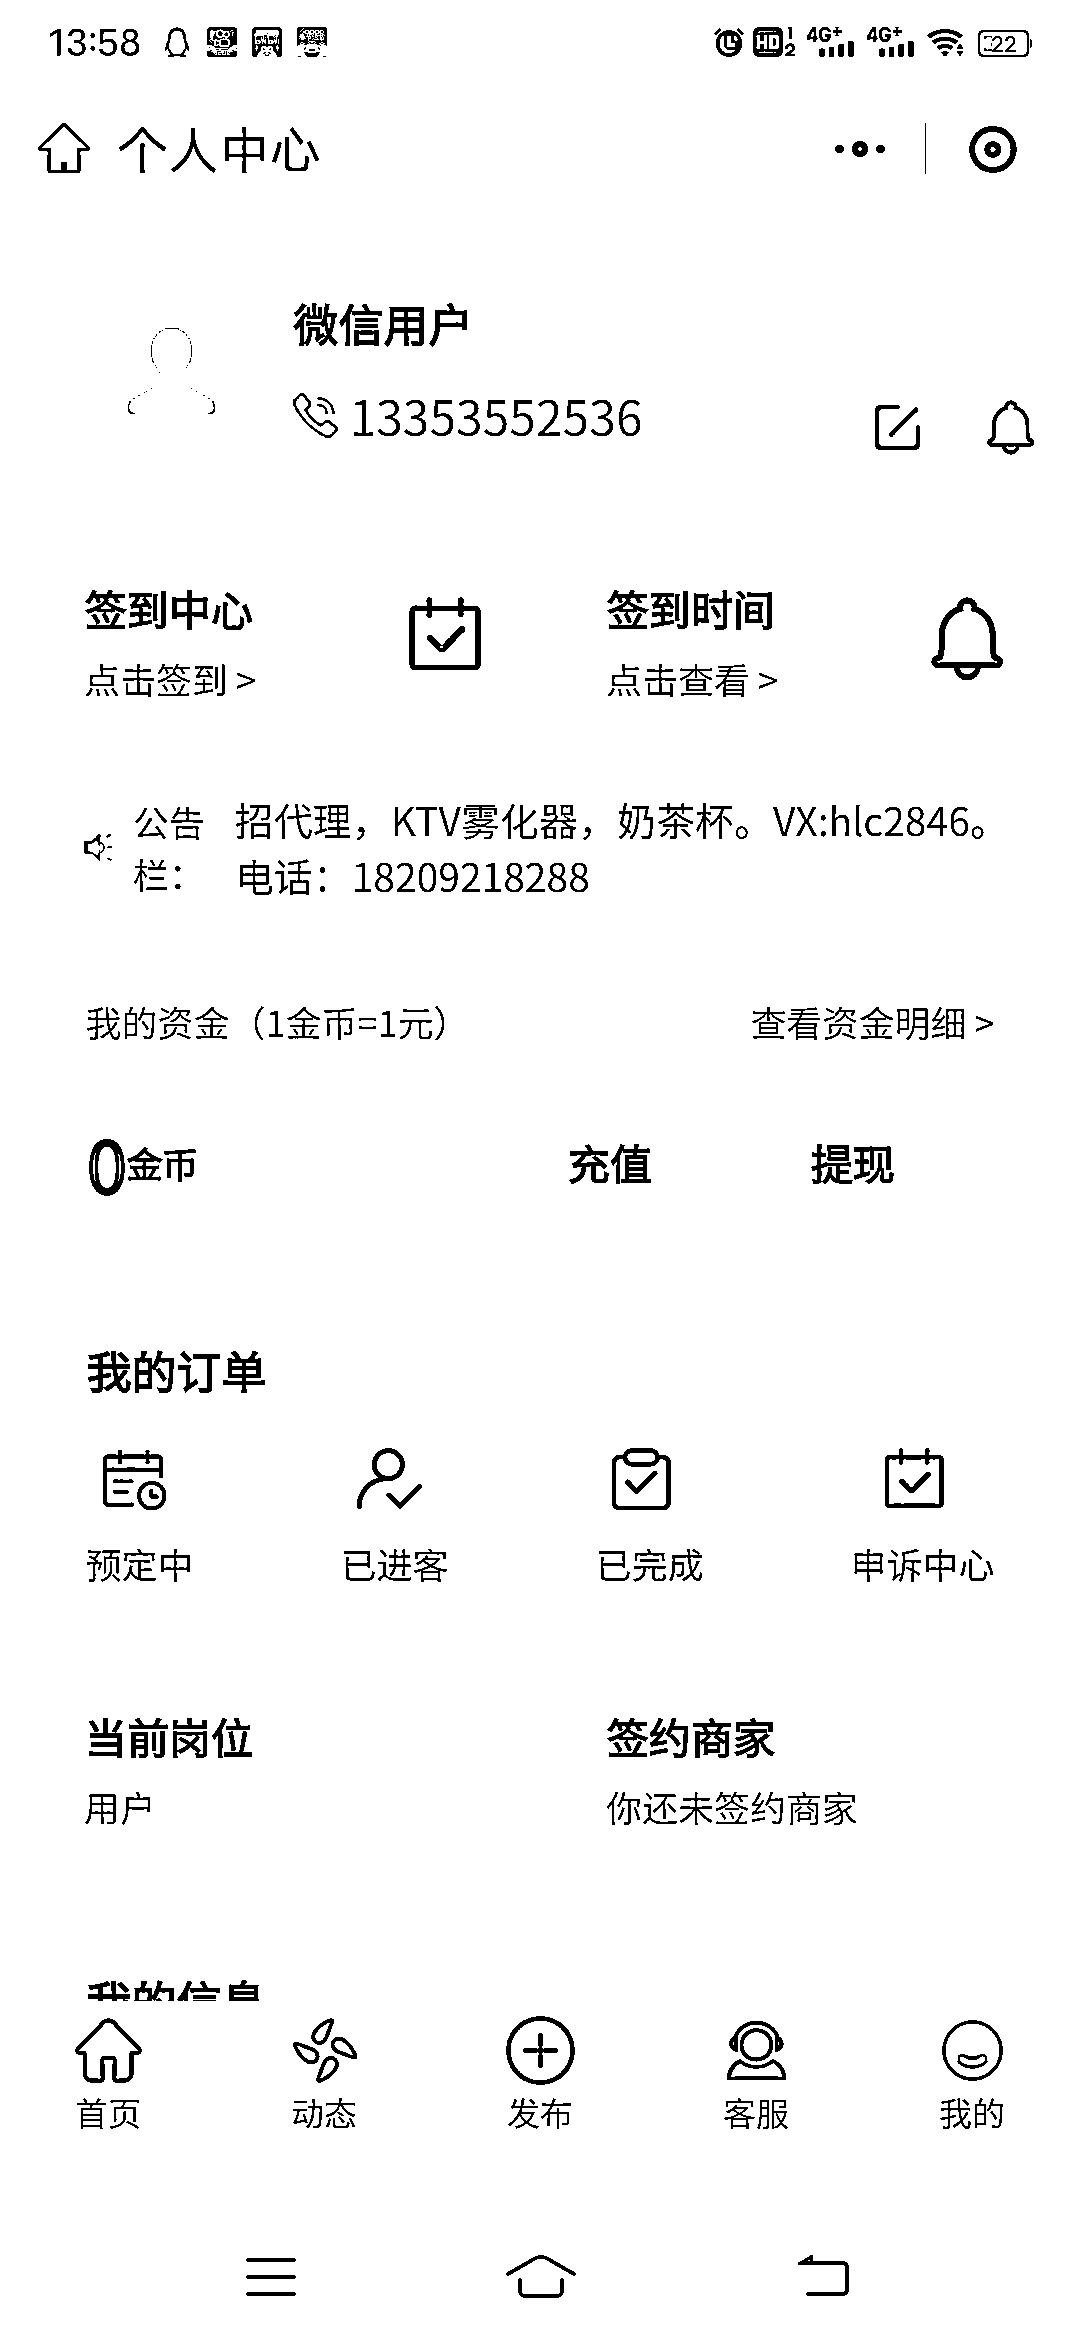 13:58 HD 1 2 4G+ 4G+ 22
个人中心
微信用户
13353552536
签到中心 签到时间
点击签到 > 点击查看 >
公告栏： 招代理，KTV雾化器，奶茶杯。VX:hlc2846。
电话：18209218288
我的资金（1金币=1元） 查看资金明细 >
0金币 充值 提现
我的订单
预定中 已进客 已完成 申诉中心
当前岗位 签约商家
用户 你还未签约商家
我的信息
首页 动态 发布 客服 我的